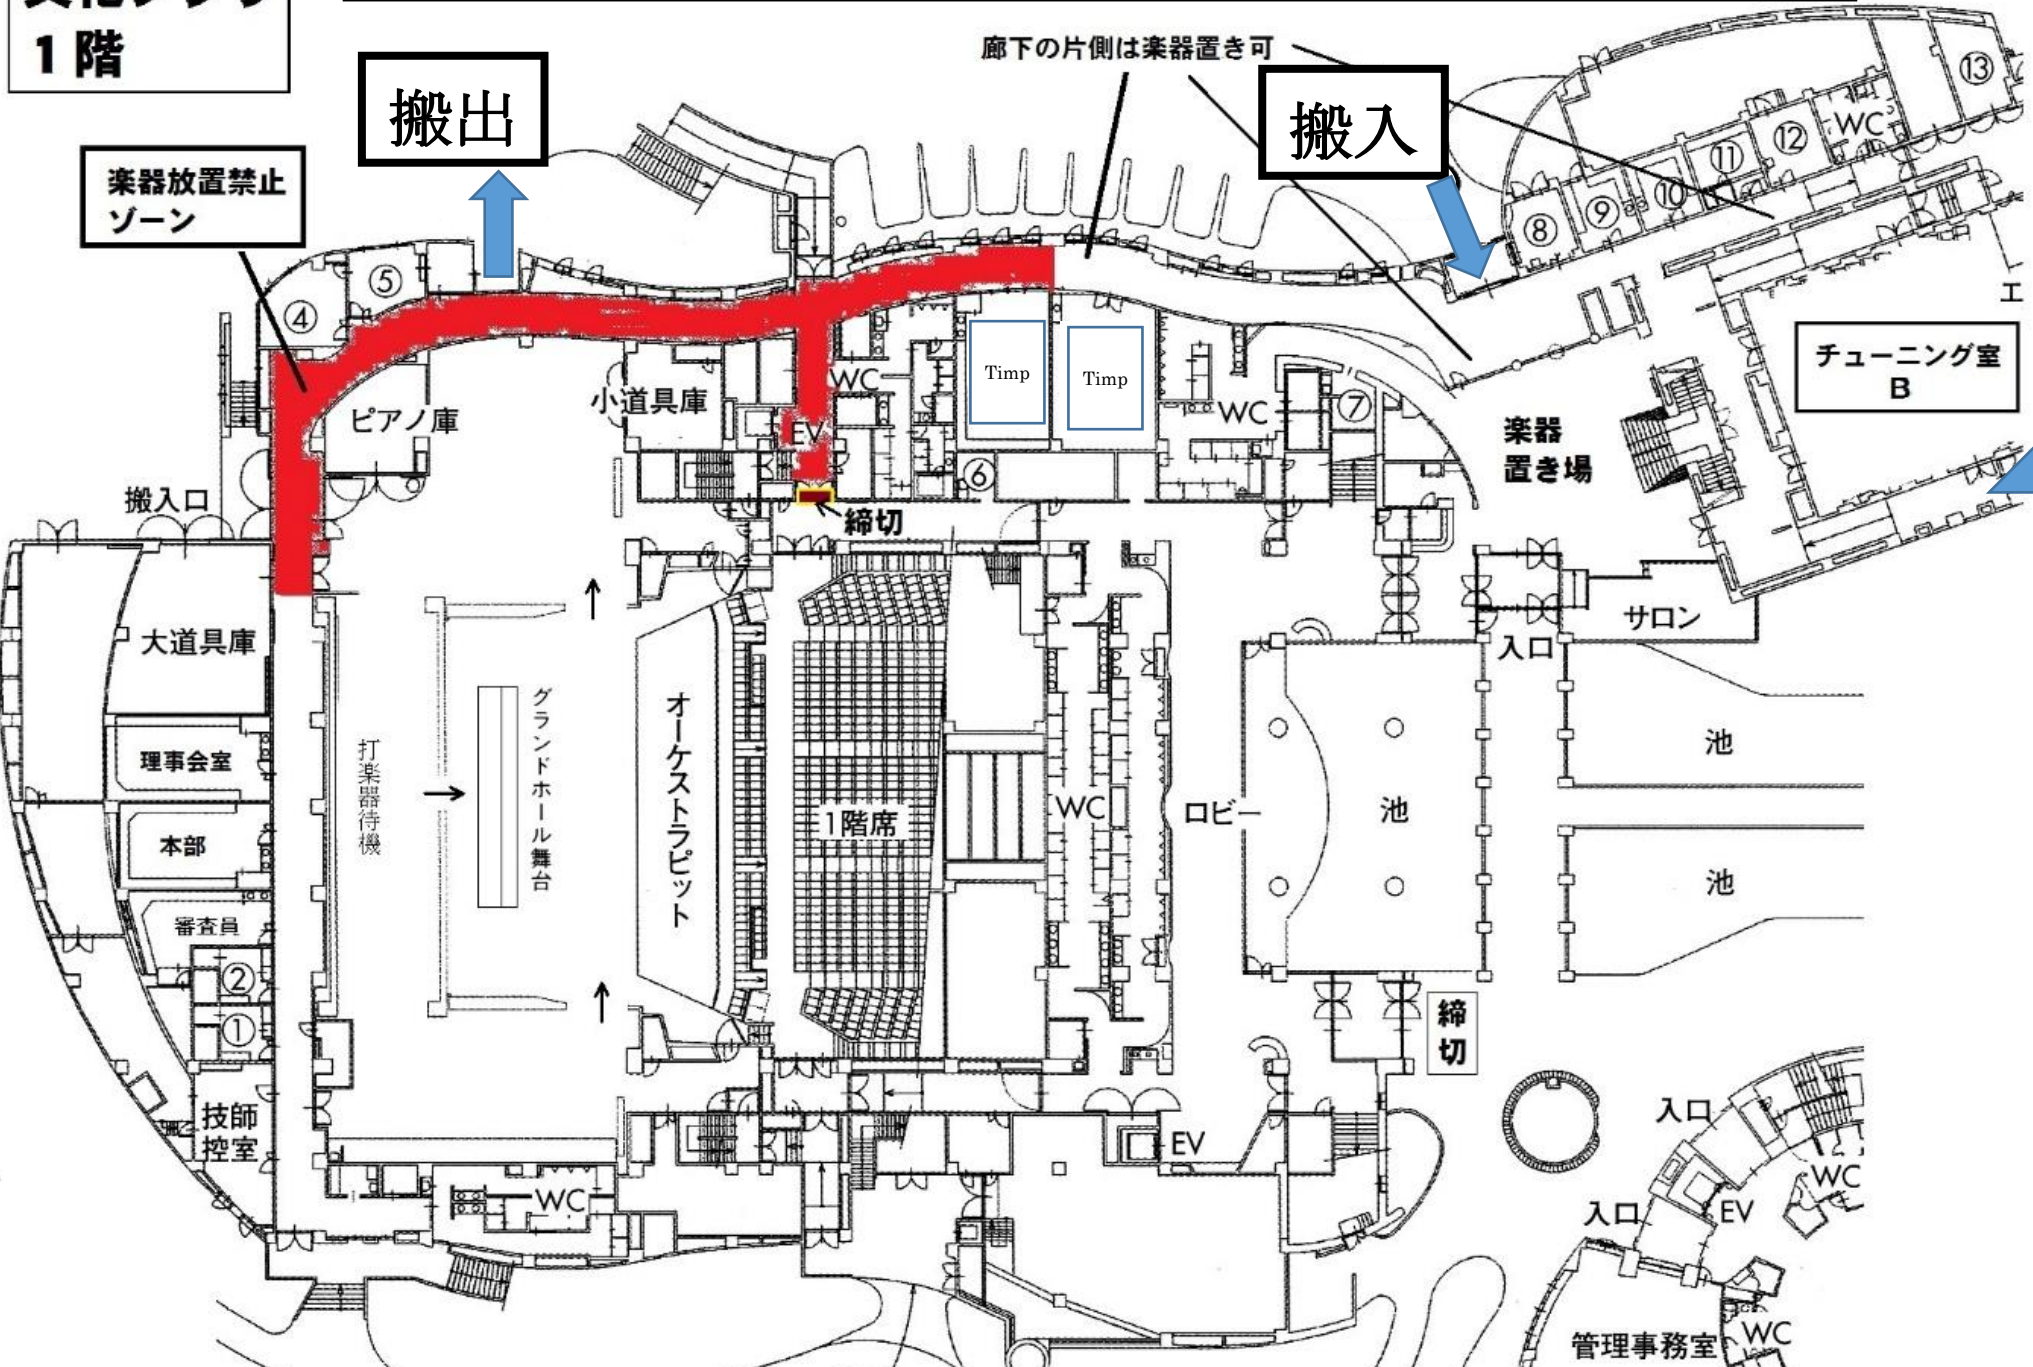 1階
搬出
廊下の片側は楽器置き可
搬入
楽器放置禁止
ゾーン
⑬
⑫
WC
⑪
⑩
⑨
⑧
⑤
④
エ
チューニング室
B
Timp
Timp
WC
ピアノ庫
小道具庫
EV
WC
⑦
楽器
置き場
⑥
搬入口
締切
大道具庫
サロン
入口
理事会室
打楽器待機
グランドホール舞台
オーケストラピット
1階席
WC
ロビー
池
池
池
本部
審査員
②
①
締切
技師
控室
EV
WC
入口
WC
入口
EV
管理事務室
WC